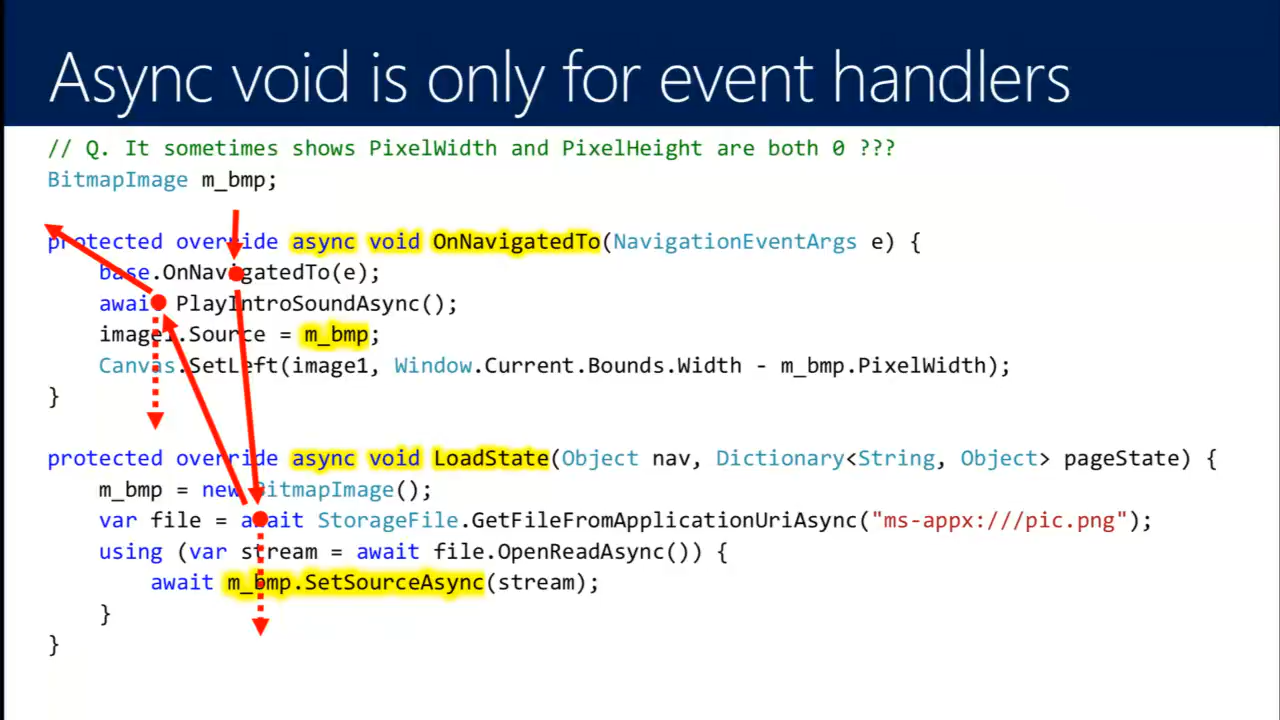 Async void is only for event handlers
// Q. It sometimes shows PixelWidth and PixelHeight are both 0 ???
BitmapImage m_bmp;
protected override async void OnNavigatedTo(NavigationEventArgs e) {
base.OnNavigatedTo(e);
await PlayIntroSoundAsync();
image1.Source = m_bmp;
Canvas.SetLeft(image1, Window.Current.Bounds.Width - m_bmp.PixelWidth);
}
protected override async void LoadState(Object nav, Dictionary<String, Object> pageState) {
m_bmp = new BitmapImage();
var file = await StorageFile.GetFileFromApplicationUriAsync("ms-appx:///pic.png");
using (var stream = await file.OpenReadAsync()) {
await m_bmp.SetSourceAsync(stream);
}
}